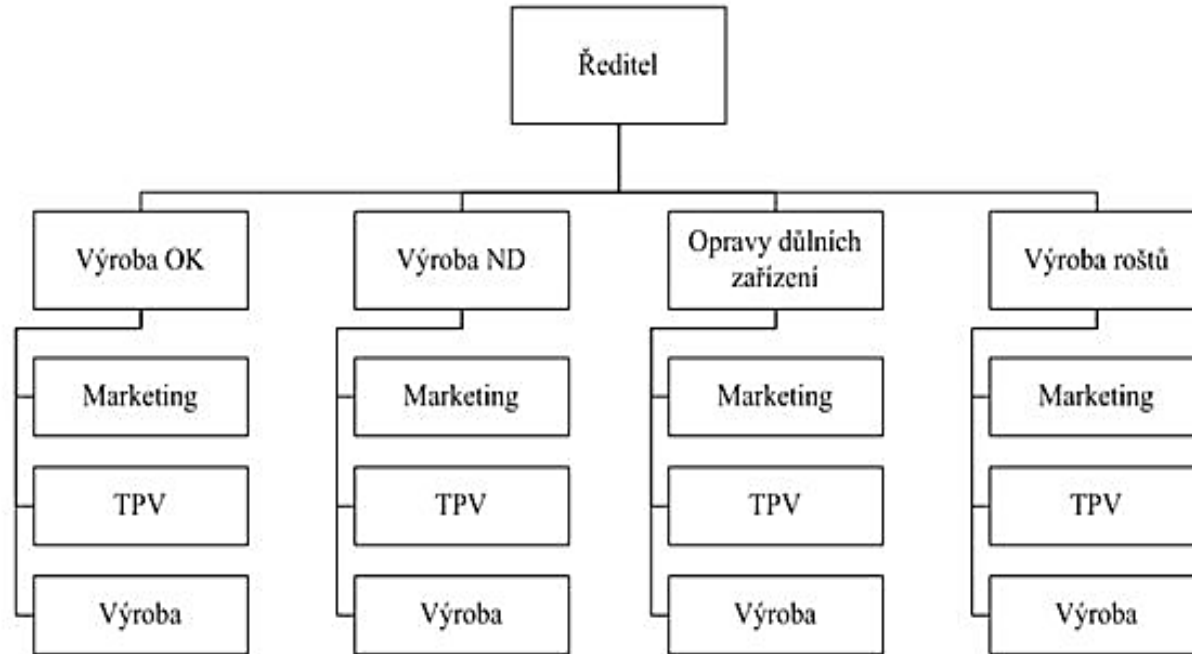 Ředitel
Výroba OK
Výroba ND
Opravy důlních
zařízení
Výroba roštů
Marketing
Marketing
Marketing
Marketing
TPV
TPV
TPV
TPV
Výroba
Výroba
Výroba
Výroba